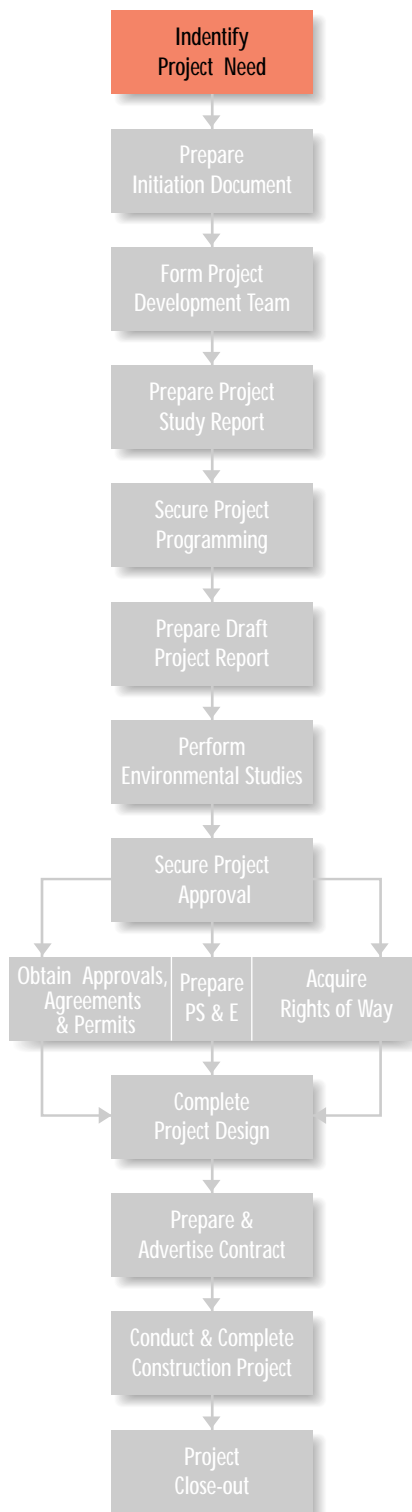 Indentify
Project Need
Prepare
Initiation Document
Form Project
Development Team
Prepare Project
Study Report
Secure Project
Programming
Prepare Draft
Project Report
Perform
Environmental Studies
Secure Project
Approval
Obtain Approvals,
Agreements
& Permits
Prepare
PS & E
Acquire
Rights of Way
Complete
Project Design
Prepare &
Advertise Contract
Conduct & Complete
Construction Project
Project
Close-out